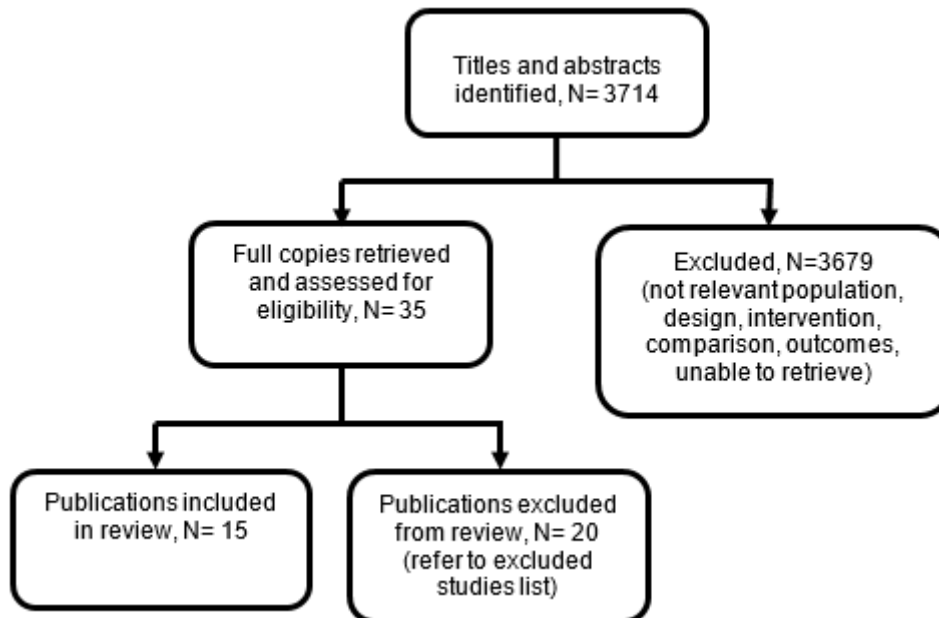 Titles and abstracts
identified, N= 3714
Full copies retrieved
and assessed for
eligibility, N= 35
Excluded, N=3679
(not relevant population,
design, intervention,
comparison, outcomes,
unable to retrieve)
Publications included
in review, N= 15
Publications excluded
from review, N= 20
(refer to excluded
studies list)